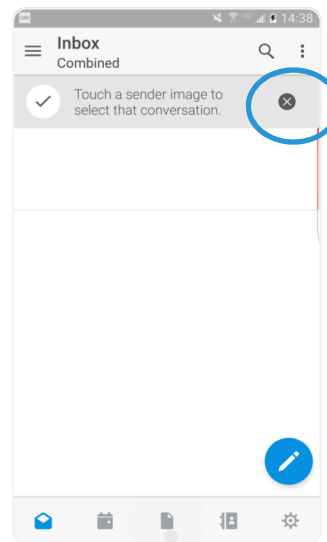 14:38
Inbox
Combined
Touch a sender image to
select that conversation.